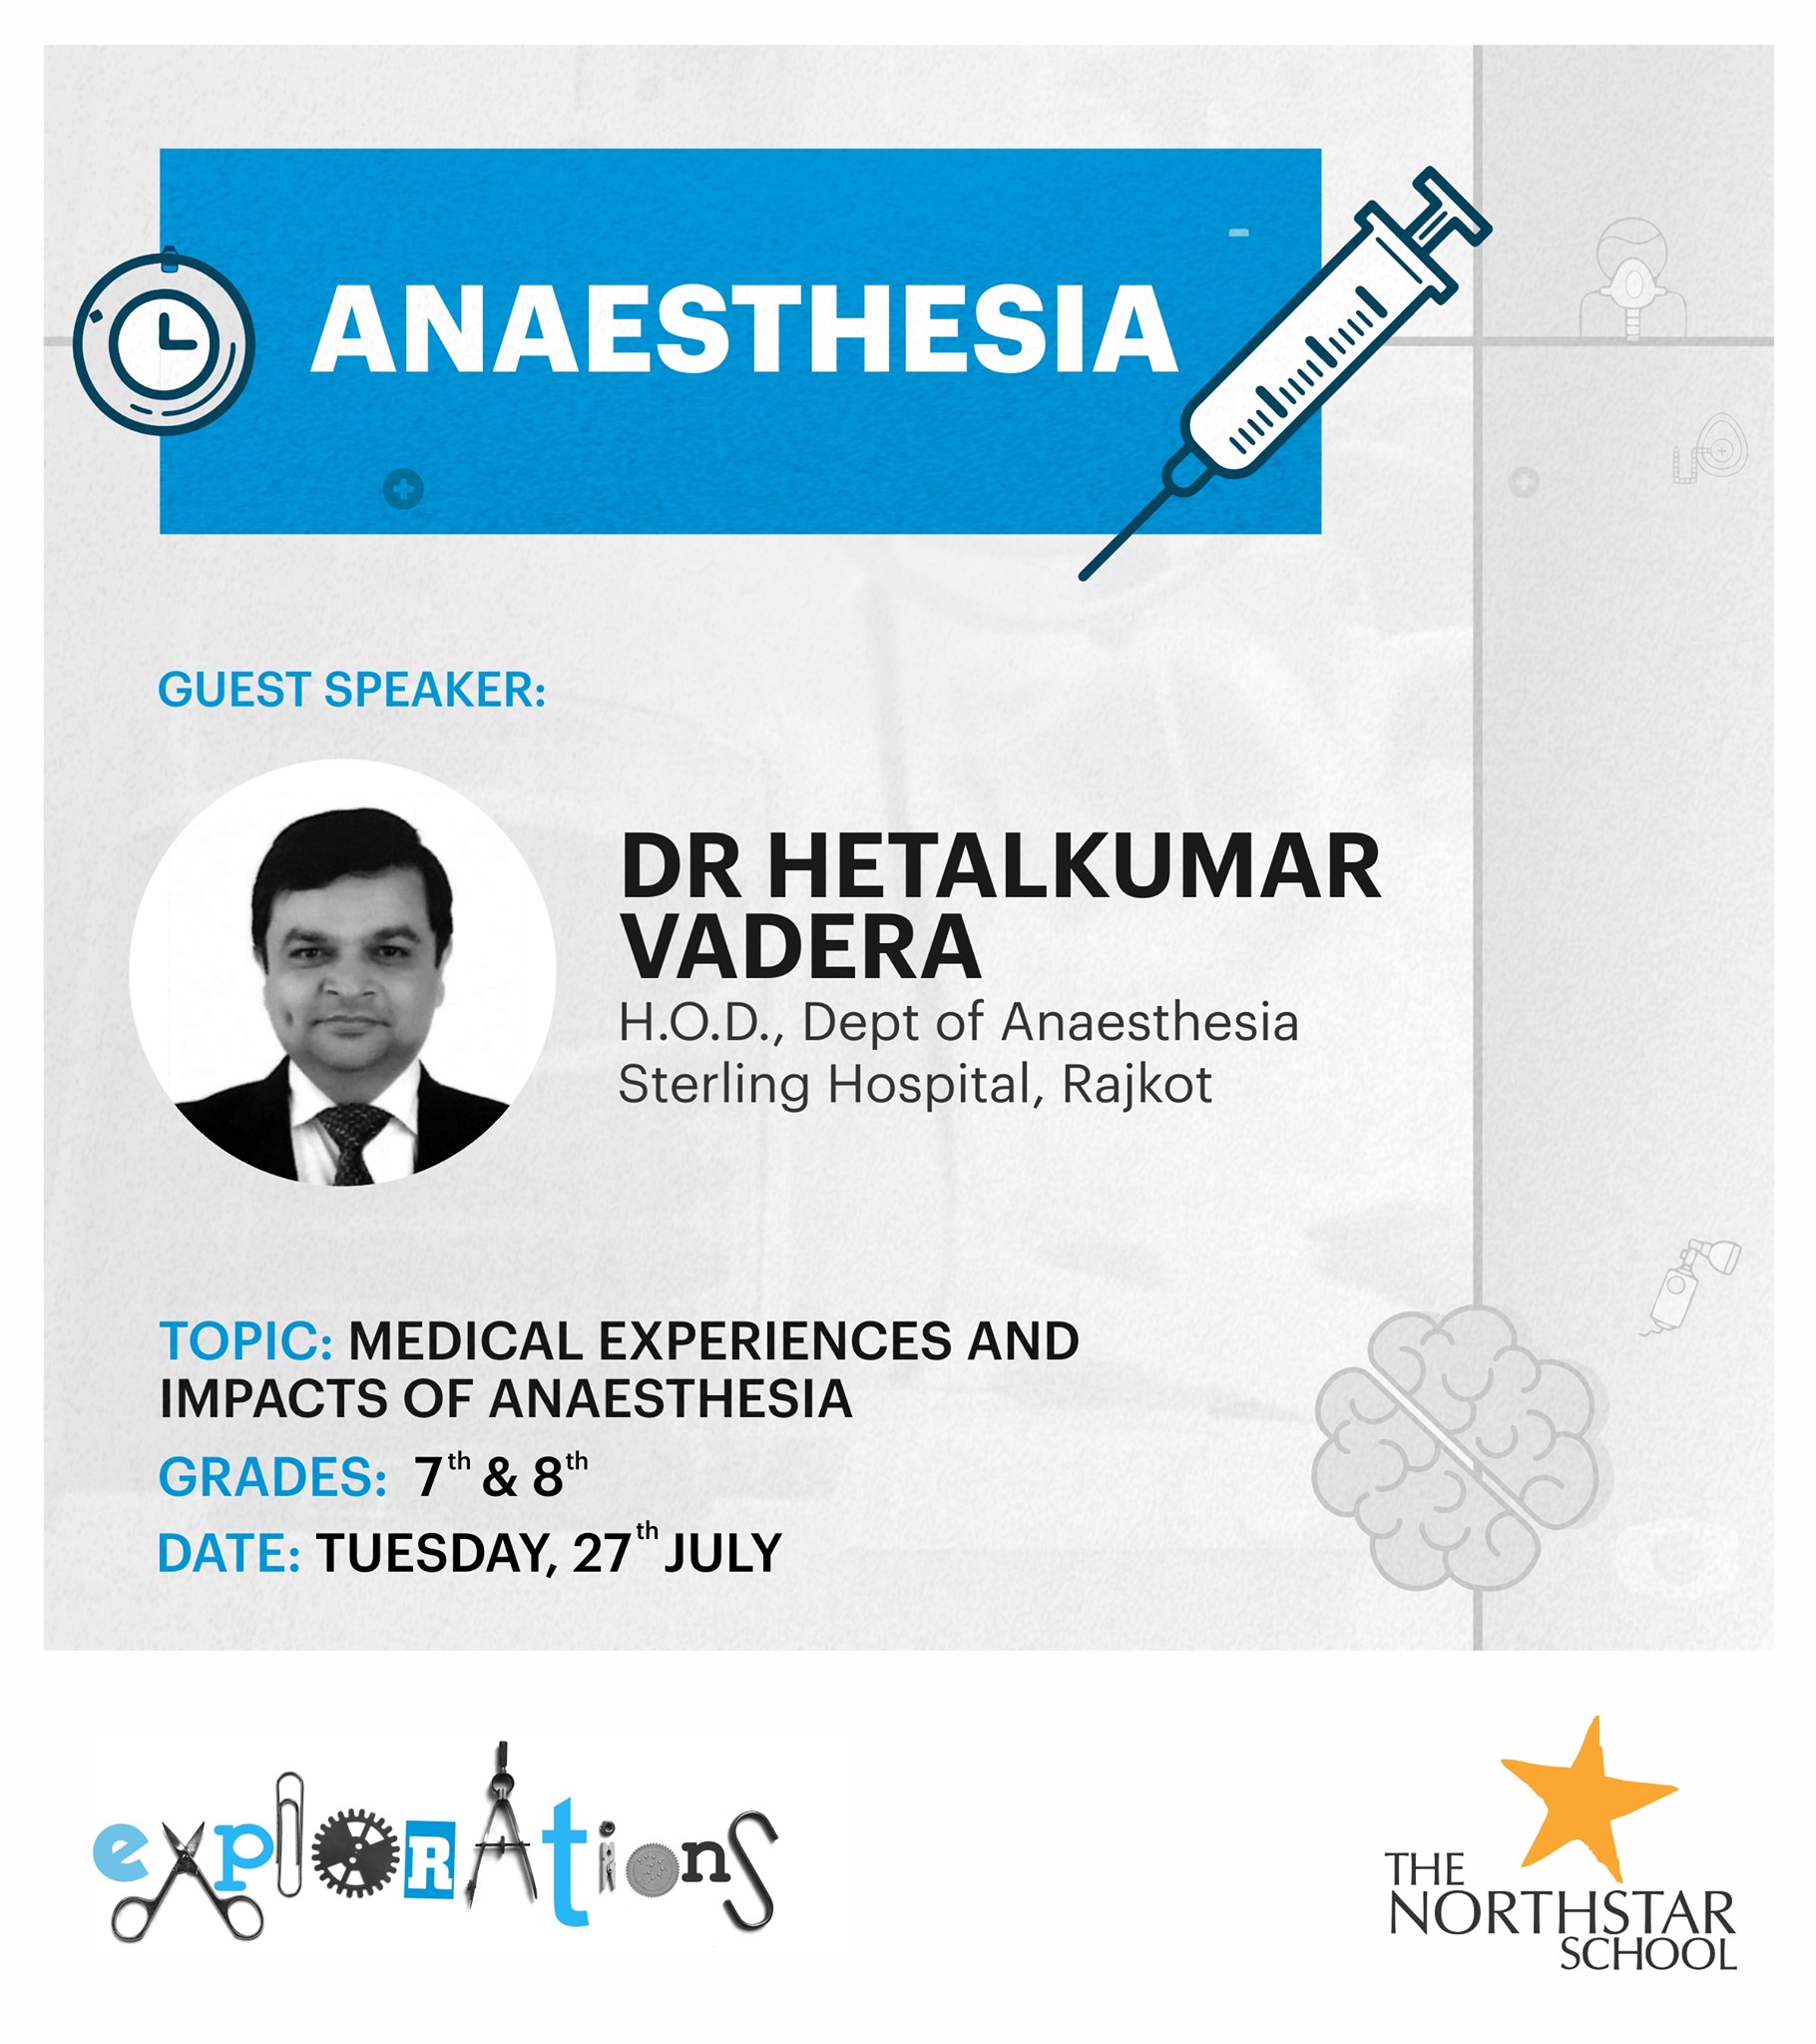 ANAESTHESIA
GUEST SPEAKER:
DR HETALKUMAR
VADERA
H.O.D., Dept of Anaesthesia
Sterling Hospital, Rajkot
TOPIC: MEDICAL EXPERIENCES AND
IMPACTS OF ANAESTHESIA
GRADES: 7th & 8th
DATE: TUESDAY, 27th JULY
explorAtionS
THE
NORTHSTAR
SCHOOL